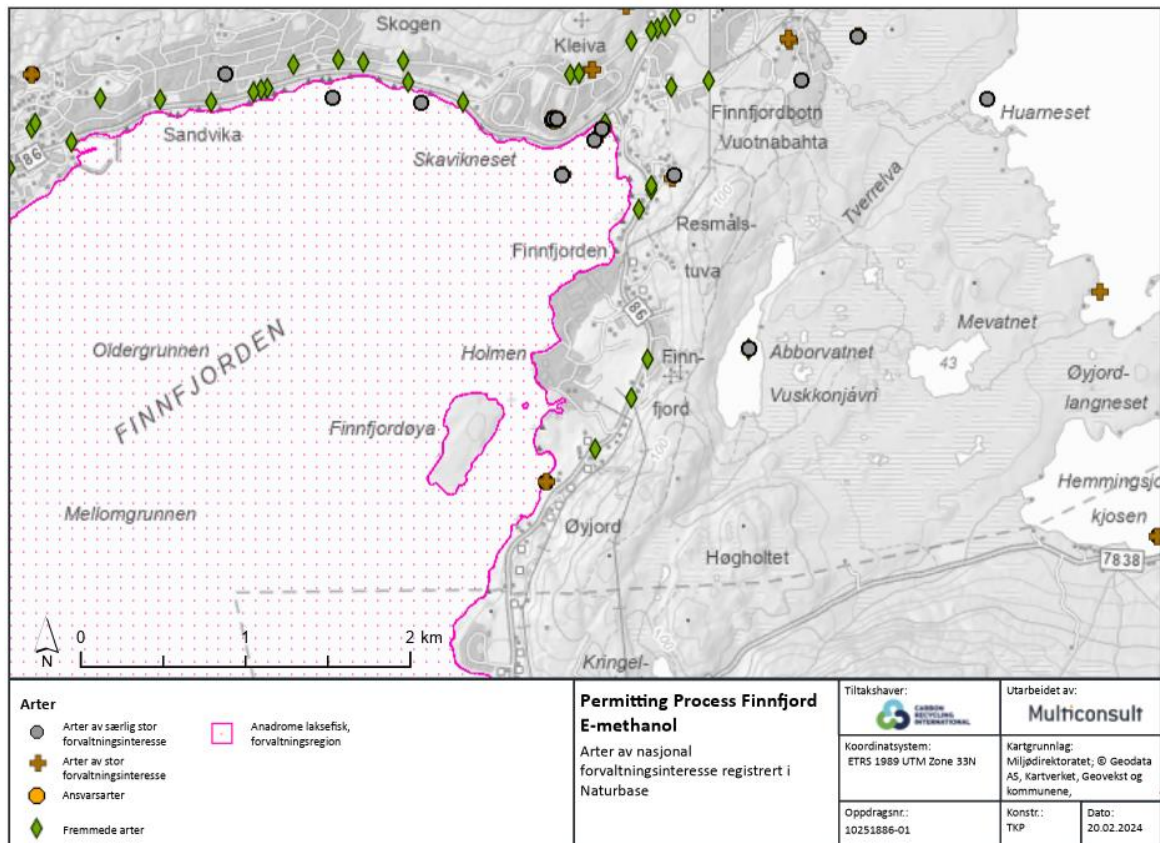 Skogen
Kleiva
86
Sandvika
Skavikneset
Finnfjordbotn
Vuotnabahta
Huarneset
Tverrelva
100
Resmåls-
tuva
Finnfjorden
86
Mevatnet
Oldergrunnen
FINNFJORDEN
Holmen
Finn-
fjord
Abborvatnet
Vuskkonjávri
43
Øyjord-
langneset
Finnfjordøya
100
Mellomgrunnen
Øyjord
Høgholtet
Hemmingsjo
kjosen
7838
N
0 1 2 km
100
Kringel-
Arter
Arter av særlig stor
forvaltningsinteresse
Arter av stor
forvaltningsinteresse
Ansvarsarter
Fremmede arter
Anadrome laksefisk,
forvaltningsregion
Permitting Process Finnfjord
E-methanol
Arter av nasjonal
forvaltningsinteresse registrert i
Naturbase
Tiltakshaver:
CARBON
RECYCLING
INTERNATIONAL
Utarbeidet av:
Multiconsult
Koordinatsystem:
ETRS 1989 UTM Zone 33N
Kartgrunnlag:
Miljødirektoratet; © Geodata
AS, Kartverket, Geovekst og
kommunene,
Oppdragsnr.:
10251886-01
Konstr.:
TKP
Dato:
20.02.2024